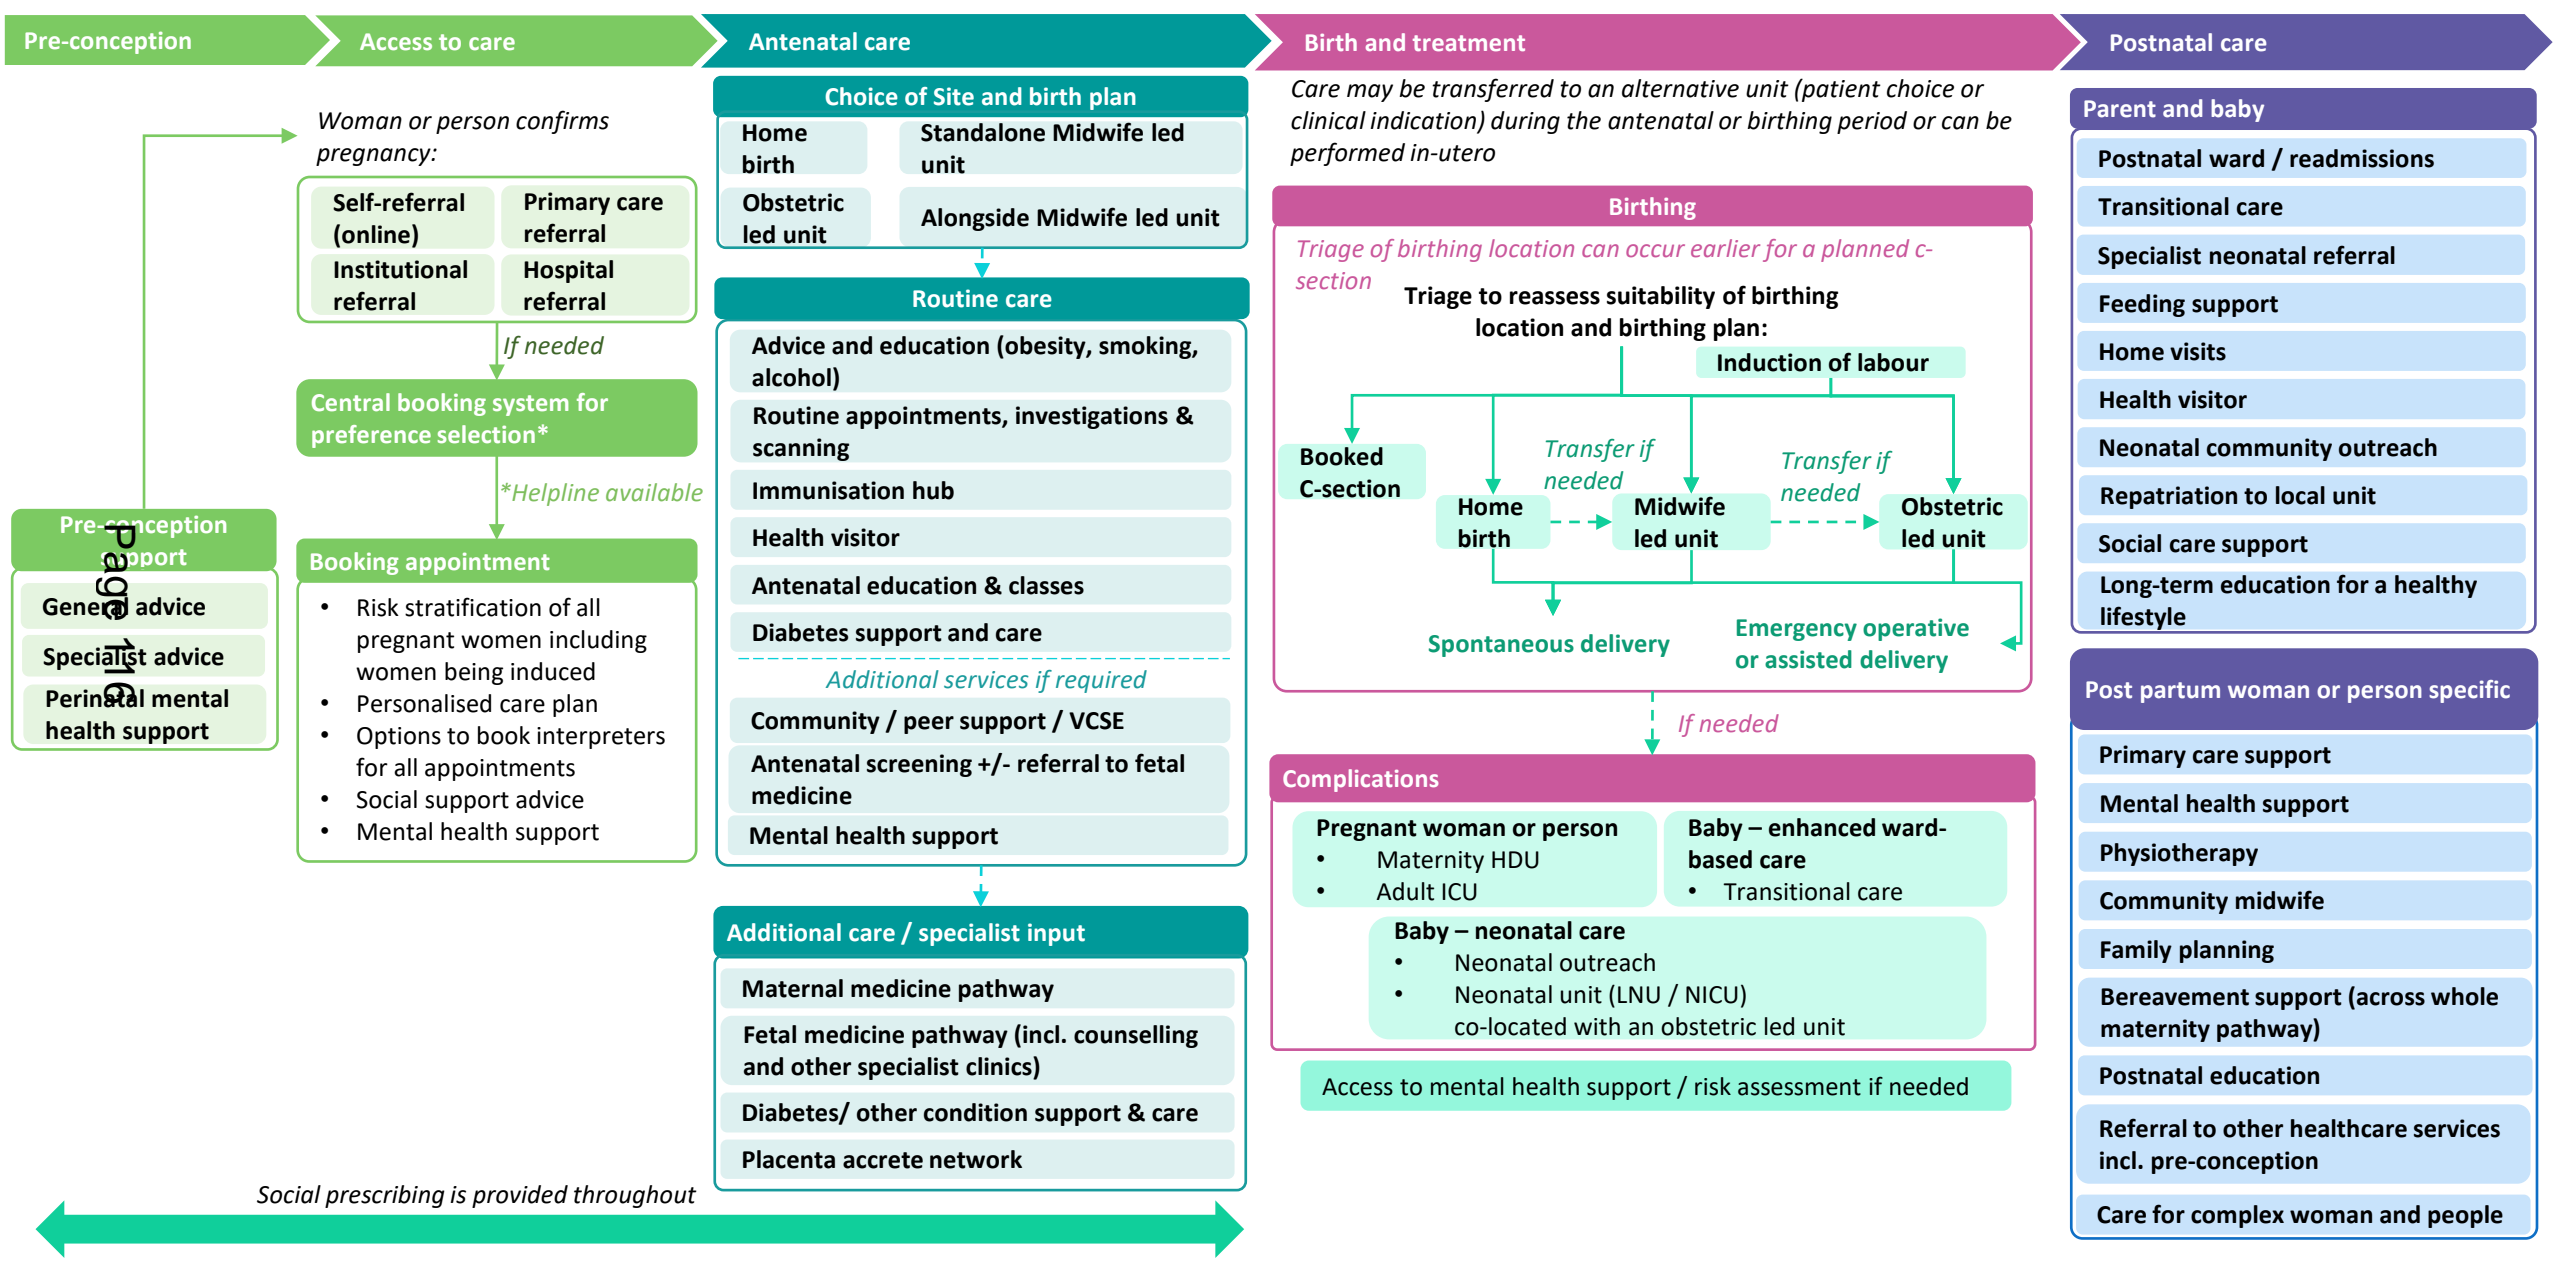 Pre-conception
Access to care
Antenatal care
Birth and treatment
Postnatal care
Pre-conception
support
General advice
Specialist advice
Perinatal mental
health support
Page 116
Woman or person confirms
pregnancy:
Self-referral
(online)
Primary care
referral
Institutional
referral
Hospital
referral
If needed
Central booking system for
preference selection*
*Helpline available
Booking appointment
• Risk stratification of all
pregnant women including
women being induced
• Personalised care plan
• Options to book interpreters
for all appointments
• Social support advice
• Mental health support
Social prescribing is provided throughout
Choice of Site and birth plan
Home
birth
Standalone Midwife led
unit
Obstetric
led unit
Alongside Midwife led unit
Routine care
Advice and education (obesity, smoking,
alcohol)
Routine appointments, investigations &
scanning
Immunisation hub
Health visitor
Antenatal education & classes
Diabetes support and care
Additional services if required
Community / peer support / VCSE
Antenatal screening +/- referral to fetal
medicine
Mental health support
Additional care / specialist input
Maternal medicine pathway
Fetal medicine pathway (incl. counselling
and other specialist clinics)
Diabetes/ other condition support & care
Placenta accrete network
Care may be transferred to an alternative unit (patient choice or
clinical indication) during the antenatal or birthing period or can be
performed in-utero
Birthing
Triage of birthing location can occur earlier for a planned c-
section
Triage to reassess suitability of birthing
location and birthing plan:
Induction of labour
Booked
C-section
Home
birth
Transfer if
needed
Midwife
led unit
Transfer if
needed
Obstetric
led unit
Spontaneous delivery
Emergency operative
or assisted delivery
If needed
Complications
Pregnant woman or person
• Maternity HDU
• Adult ICU
Baby – enhanced ward-
based care
• Transitional care
Baby – neonatal care
• Neonatal outreach
• Neonatal unit (LNU / NICU)
co-located with an obstetric led unit
Access to mental health support / risk assessment if needed
Parent and baby
Postnatal ward / readmissions
Transitional care
Specialist neonatal referral
Feeding support
Home visits
Health visitor
Neonatal community outreach
Repatriation to local unit
Social care support
Long-term education for a healthy
lifestyle
Post partum woman or person specific
Primary care support
Mental health support
Physiotherapy
Community midwife
Family planning
Bereavement support (across whole
maternity pathway)
Postnatal education
Referral to other healthcare services
incl. pre-conception
Care for complex woman and people